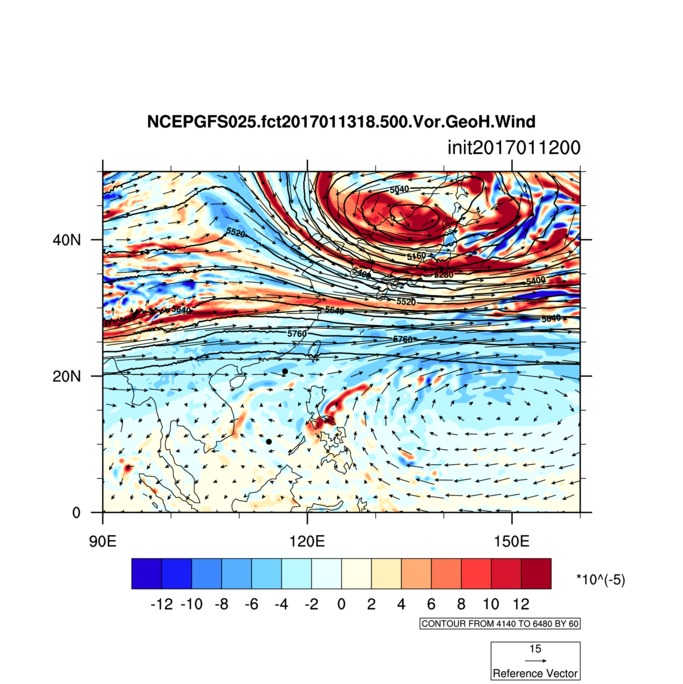 NCEPGFS025.fct2017011318.500.Vor.GeoH.Wind
init2017011200
5040
5520
5160
5280
5400
5520
5640
5640
5640
5760
5760
40N
20N
0
90E 120E 150E
-12 -10 -8 -6 -4 -2 0 2 4 6 8 10 12
*10^(-5)
CONTOUR FROM 4140 TO 6480 BY 60
15
Reference Vector